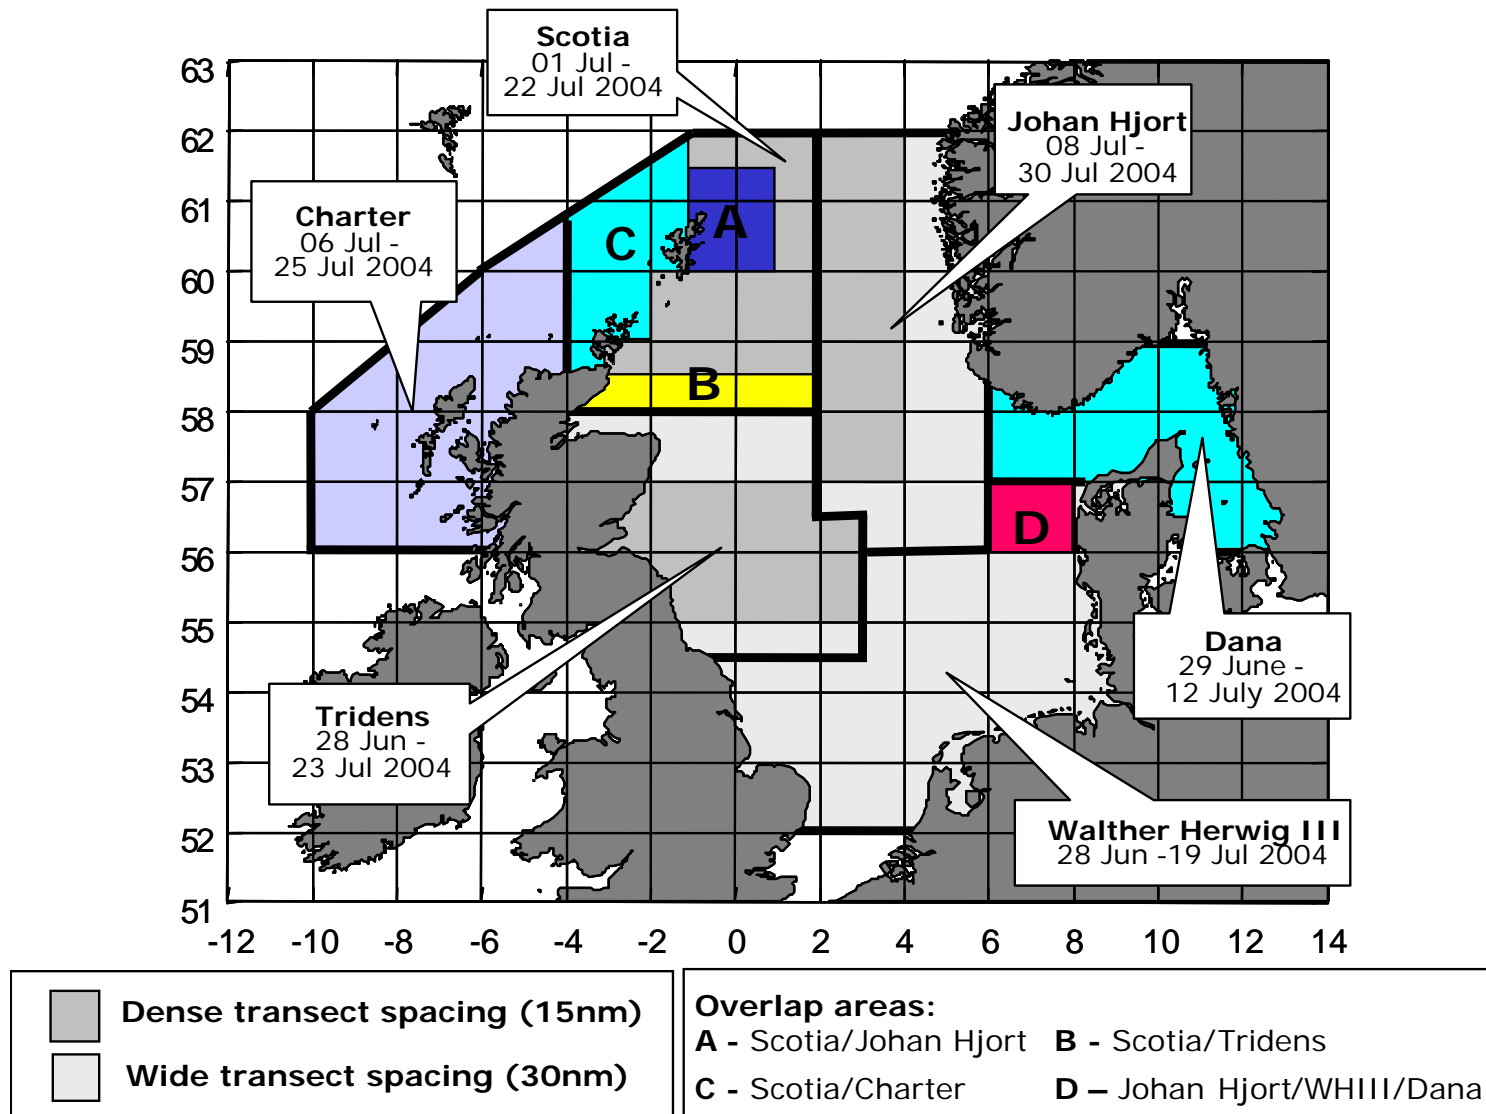 Scotia
01 Jul -
22 Jul 2004
Johan Hjort
08 Jul -
30 Jul 2004
Charter
06 Jul -
25 Jul 2004
A
C
B
D
Dana
29 June -
12 July 2004
Tridens
28 Jun -
23 Jul 2004
Walther Herwig III
28 Jun -19 Jul 2004
63
62
61
60
59
58
57
56
55
54
53
52
51
-12 -10 -8 -6 -4 -2 0 2 4 6 8 10 12 14
Dense transect spacing (15nm)
Wide transect spacing (30nm)
Overlap areas:
A - Scotia/Johan Hjort B - Scotia/Tridens
C - Scotia/Charter D – Johan Hjort/WHIII/Dana